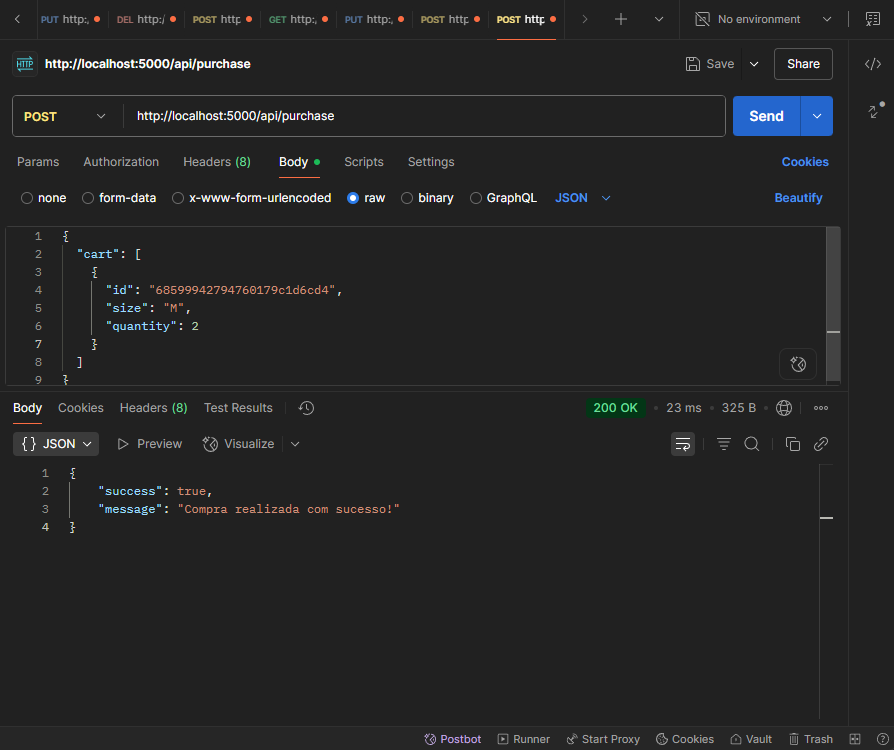 PUT http:, DEL http:/ POST http GET http:, PUT http:, POST http POST http No environment
HTTP http://localhost:5000/api/purchase Save Share
POST http://localhost:5000/api/purchase Send
Params Authorization Headers (8) Body Scripts Settings Cookies
none form-data x-www-form-urlencoded raw binary GraphQL JSON Beautify
1 {
2 "cart": [
3 {
4 "id": "68599942794760179c1d6cd4",
5 "size": "M",
6 "quantity": 2
7 }
8 ]
9 }
Body Cookies Headers (8) Test Results 200 OK 23 ms 325 B
{} JSON Preview Visualize
1 {
2 "success": true,
3 "message": "Compra realizada com sucesso!"
4 }
Postbot Runner Start Proxy Cookies Vault Trash